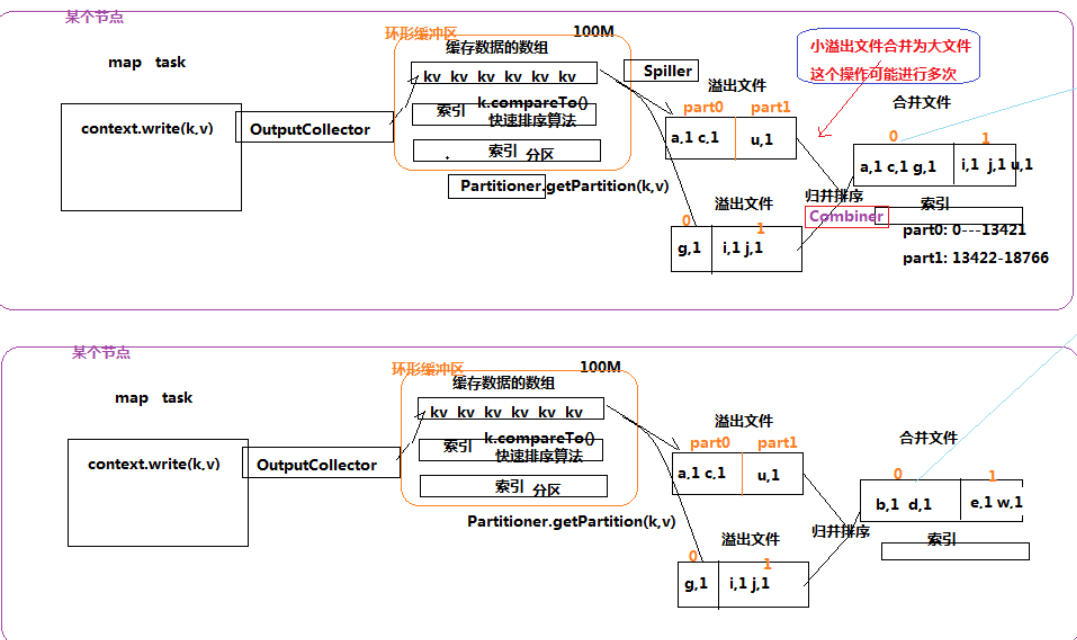 某个节点
map task
context.write(k,v)
OutputCollector
环形缓冲区
100M
缓存数据的数组
kv kv kv kv kv kv
索引
k.compareTo()
快速排序算法
索引 分区
Partitioner.getPartition(k,v)
Spiller
溢出文件
part0 part1
a,1 c,1
u,1
溢出文件
0
1
g,1
i,1 j,1
小溢出文件合并为大文件
这个操作可能进行多次
归并排序
Combiner
合并文件
0
1
a,1 c,1 g,1
i,1 j,1 u,1
索引
part0: 0---13421
part1: 13422-18766
某个节点
map task
context.write(k,v)
OutputCollector
环形缓冲区
100M
缓存数据的数组
kv kv kv kv kv kv
索引
k.compareTo()
快速排序算法
索引 分区
Partitioner.getPartition(k,v)
溢出文件
part0 part1
a,1 c,1
u,1
溢出文件
0
1
g,1
i,1 j,1
归并排序
合并文件
0
1
b,1 d,1
e,1 w,1
索引